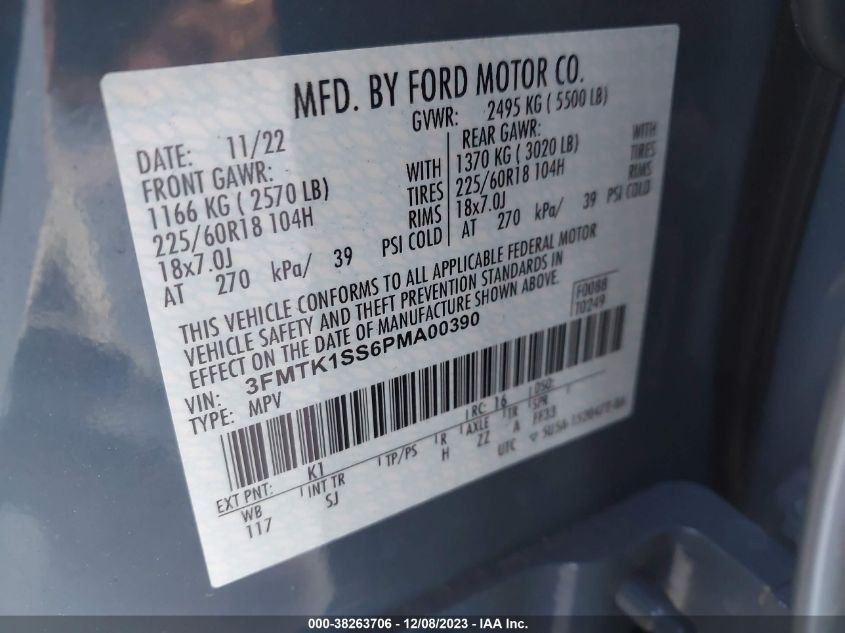 MFD. BY FORD MOTOR CO.
DATE: 11/22 GVWR: 2495 KG ( 5500 LB)
FRONT GAWR: REAR GAWR:
1166 KG ( 2570 LB) WITH 1370 KG ( 3020 LB) WITH
225/60R18 104H TIRES 225/60R18 104H TIRES
18x7.0J RIMS 18x7.0J RIMS
AT 270 kPa/ 39 PSI COLD AT 270 kPa/ 39 PSI COLD
THIS VEHICLE CONFORMS TO ALL APPLICABLE FEDERAL MOTOR
VEHICLE SAFETY AND THEFT PREVENTION STANDARDS IN
EFFECT ON THE DATE OF MANUFACTURE SHOWN ABOVE.
F0088
T0249
VIN: 3FMTK1SS6PMA00390
TYPE: MPV
EXT PNT: K1 RC: 16 DSO:
WB INT TR TP/PS R AXLE TR SPR
117 SJ H ZZ A FF33
UTC
000-38263706 - 12/08/2023 - IAA Inc.